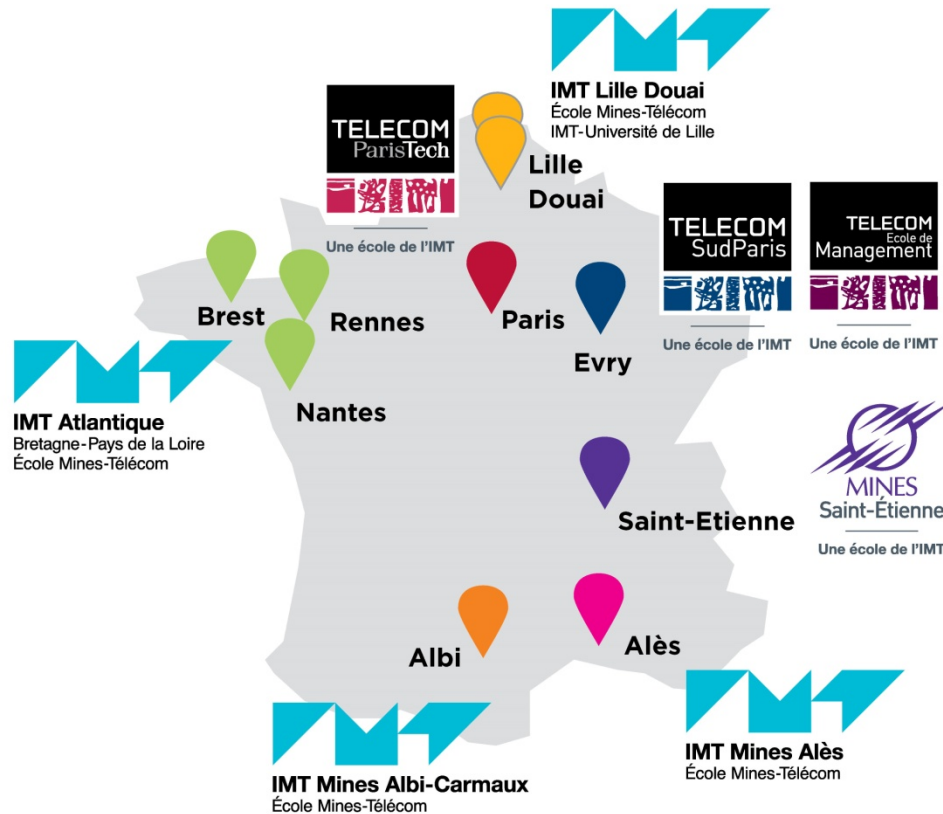 IMT Lille Douai
École Mines-Télécom
IMT-Université de Lille
TELECOM
ParisTech
Une école de l'IMT
Lille
Douai
TELECOM
SudParis
Une école de l'IMT
TELECOM
Ecole de
Management
Une école de l'IMT
Brest
Rennes
Paris
Evry
Nantes
IMT Atlantique
Bretagne-Pays de la Loire
École Mines-Télécom
MINES
Saint-Étienne
Une école de l'IMT
Saint-Etienne
Albi
Alès
IMT Mines Alès
École Mines-Télécom
IMT Mines Albi-Carmaux
École Mines-Télécom